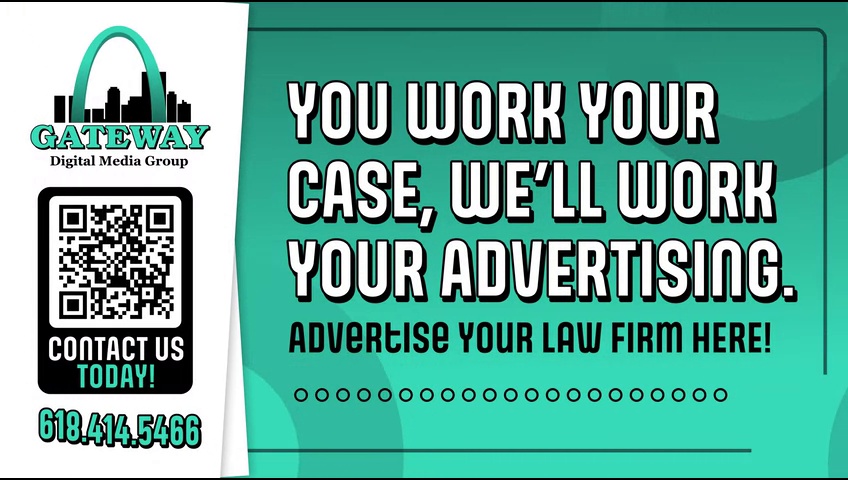 GATEWAY
Digital Media Group
CONTACT US
TODAY!
618.414.5466
YOU WORK YOUR
CASE, WE'LL WORK
YOUR ADVERTISING.
ADVERTISE YOUR LAW FIRM HERE!